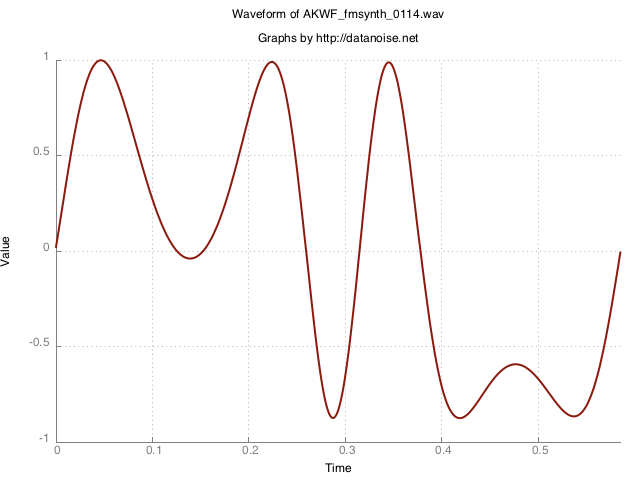 Waveform of AKWF_fmsynth_0114.wav
Graphs by http://datanoise.net
1
0.5
0
-0.5
-1
Value
0 0.1 0.2 0.3 0.4 0.5
Time